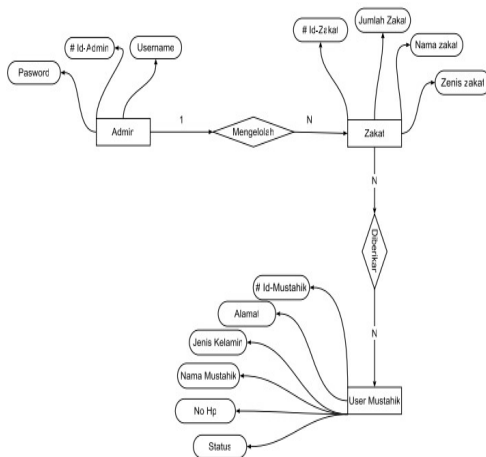 Jumlah Zakat
# Id-Zakat
# Id-Admin
Username
Nama zakat
Pasword
Zenis zakat
Admin
1
Mengelolah
N
Zakat
N
Diberikan
# Id-Mustahik
Alamat
N
Jenis Kelamin
Nama Mustahik
User Mustahik
No Hp
Status